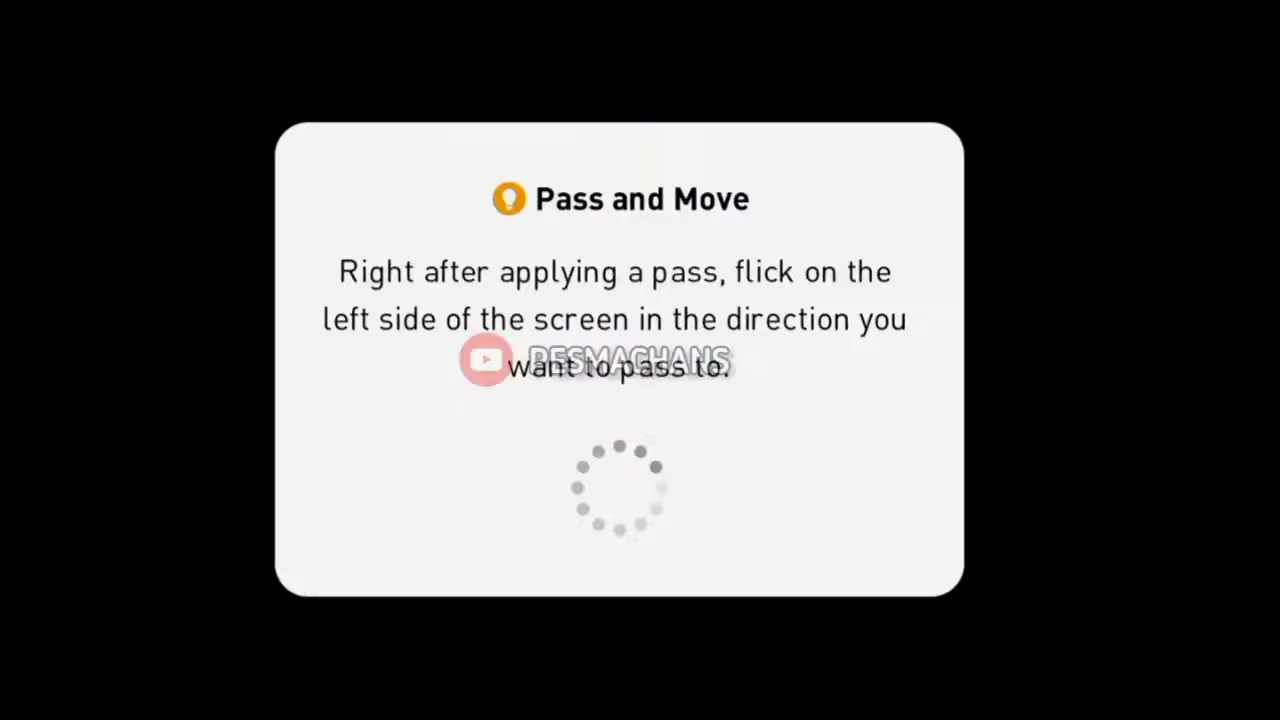 Pass and Move
Right after applying a pass, flick on the
left side of the screen in the direction you
want to pass to.
PESMACHANS